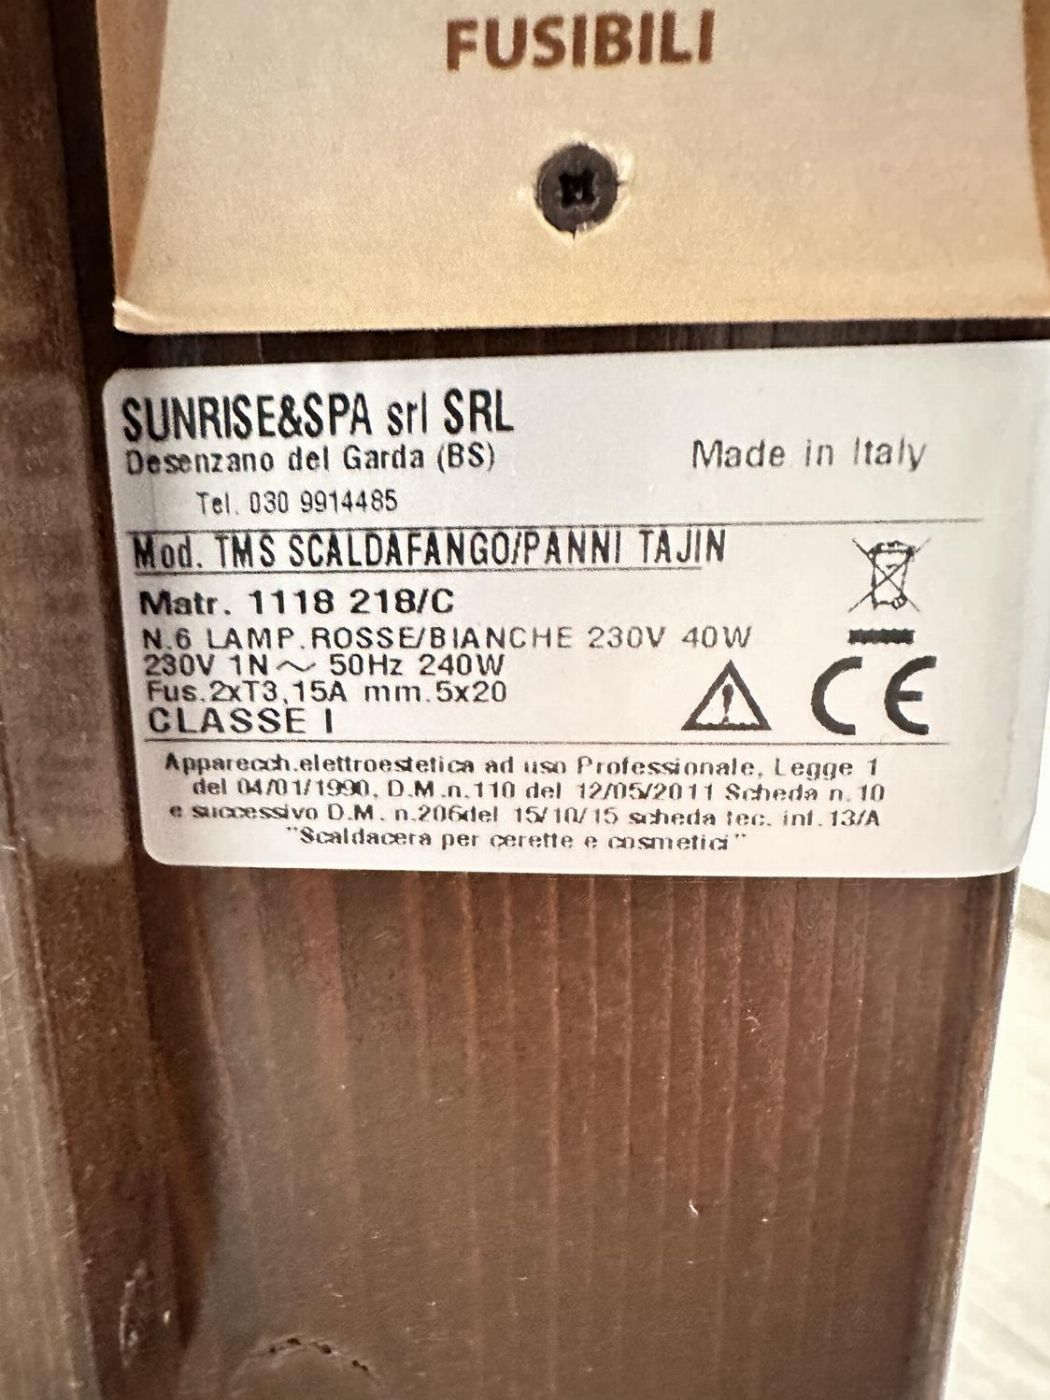 FUSIBILI
SUNRISE&SPA srl SRL
Desenzano del Garda (BS)
Made in Italy
Tel. 030 9914485
Mod. TMS SCALDAFANGO/PANNI TAJIN
Matr. 1118 218/C
N.6 LAMP.ROSSE/BIANCHE 230V 40W
230V 1N ~ 50Hz 240W
Fus.2xT3,15A mm.5x20
CLASSE I
CE
Apparecch.elettroestetica ad uso Professionale, Legge 1
del 04/01/1990, D.M.n.110 del 12/05/2011 Scheda n.10
e successivo D.M. n.206del 15/10/15 scheda tec. inf.13/A
"Scaldacera per cerette e cosmetici"